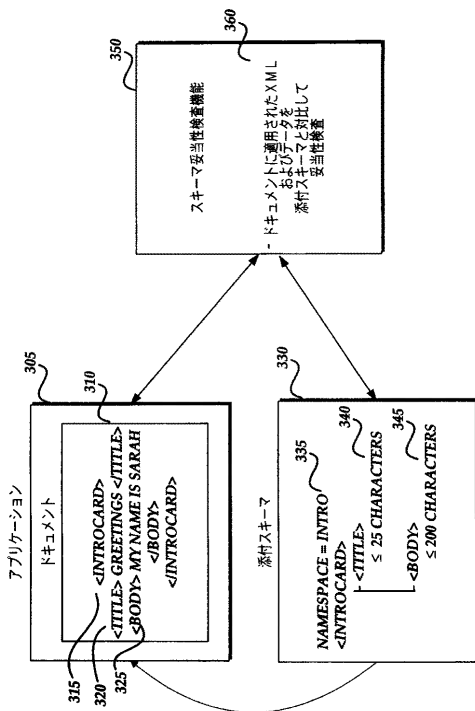 アプリケーション
305
ドキュメント
310
315
<INTROCARD>
320
<TITLE> GREETINGS </TITLE>
<BODY> MY NAME IS SARAH
325
</BODY>
</INTROCARD>
添付スキーマ
330
NAMESPACE = INTRO
335
<INTROCARD>
<TITLE>
340
≤ 25 CHARACTERS
<BODY>
345
≤ 200 CHARACTERS
350
スキーマ妥当性検査機能
360
- ドキュメントに適用されたXML
およびデータを
添付スキーマと対比して
妥当性検査